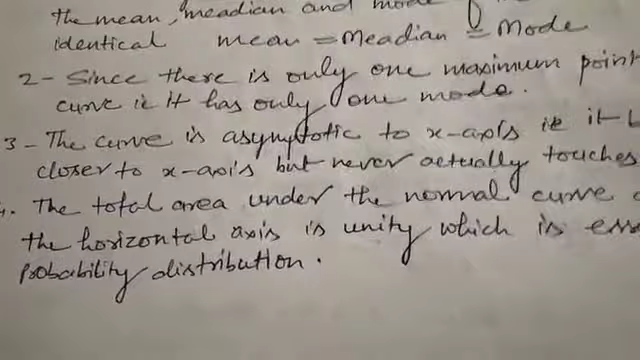 the mean, meadian and mode of
identical mean = Meadian = Mode
2- Since there is only one maximum point
curve ie it has only one mode.
3- The curve is asymptotic to x-axis ie it
closer to x-axis but never actually touches
4. The total area under the normal curve
the horizontal axis is unity which is
probability distribution.